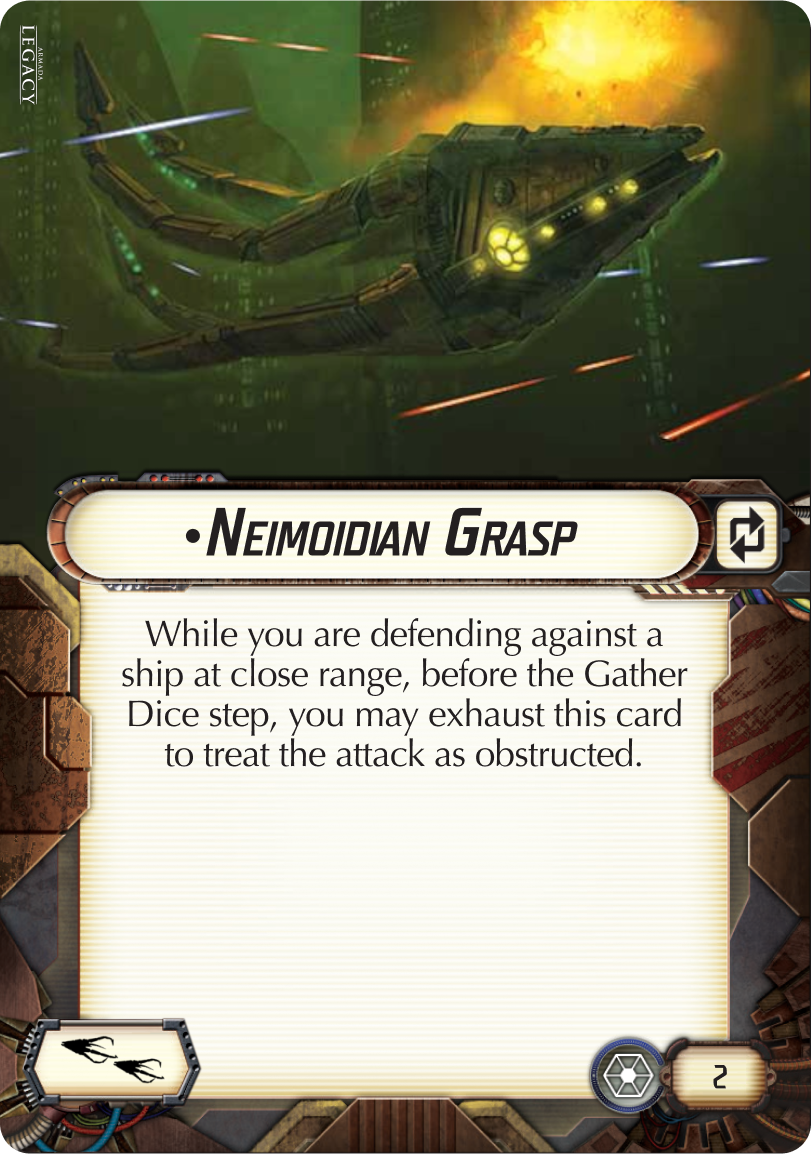 ARMADA
LEGACY
•NEIMOIDIAN GRASP
While you are defending against a
ship at close range, before the Gather
Dice step, you may exhaust this card
to treat the attack as obstructed.
2